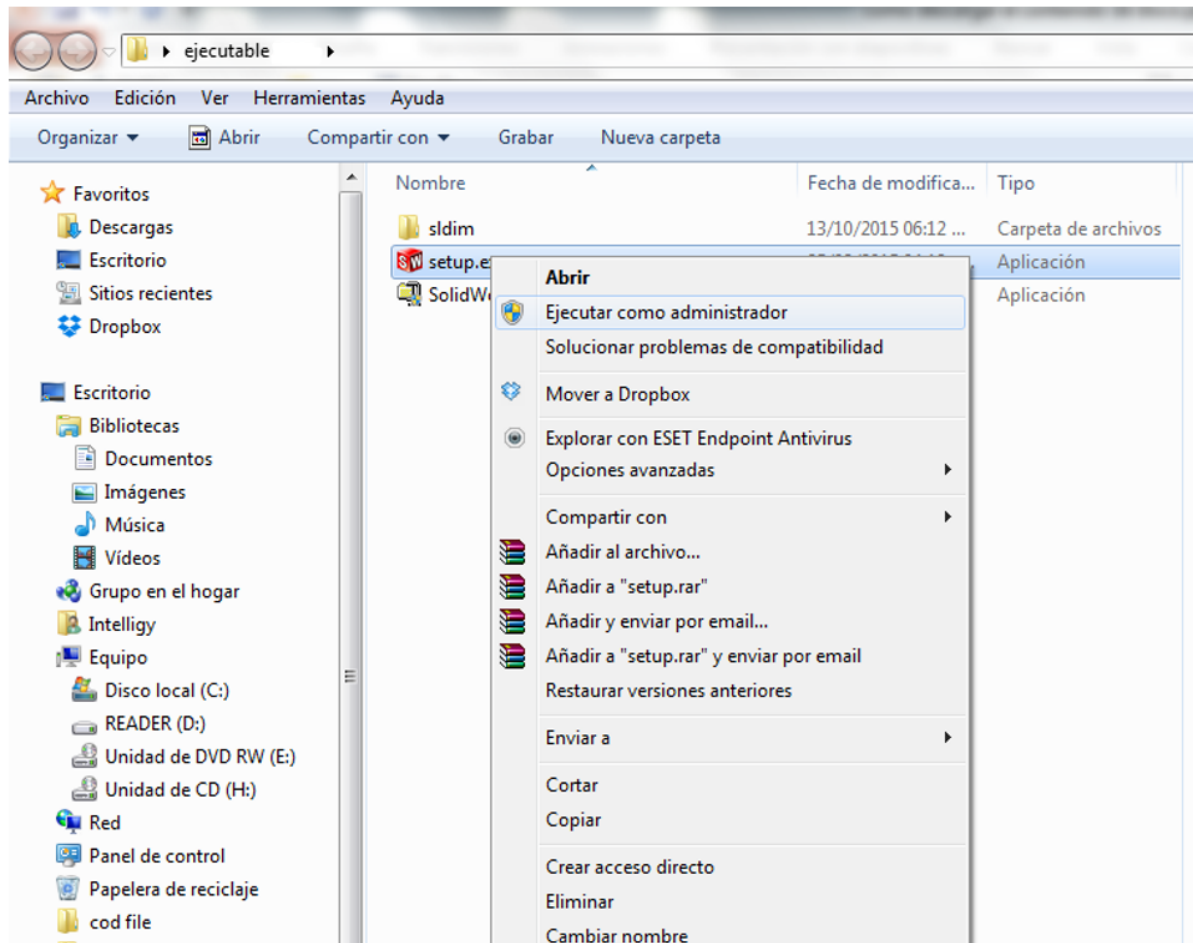 ejecutable
Archivo Edición Ver Herramientas Ayuda
Organizar Abrir Compartir con Grabar Nueva carpeta
Favoritos
Descargas
Escritorio
Sitios recientes
Dropbox
Escritorio
Bibliotecas
Documentos
Imágenes
Música
Vídeos
Grupo en el hogar
Intelligy
Equipo
Disco local (C:)
READER (D:)
Unidad de DVD RW (E:)
Unidad de CD (H:)
Red
Panel de control
Papelera de reciclaje
cod file
Nombre Fecha de modifica... Tipo
sldim 13/10/2015 06:12 ... Carpeta de archivos
setup.e Aplicación
SolidW Aplicación
Abrir
Ejecutar como administrador
Solucionar problemas de compatibilidad
Mover a Dropbox
Explorar con ESET Endpoint Antivirus
Opciones avanzadas
Compartir con
Añadir al archivo...
Añadir a "setup.rar"
Añadir y enviar por email...
Añadir a "setup.rar" y enviar por email
Restaurar versiones anteriores
Enviar a
Cortar
Copiar
Crear acceso directo
Eliminar
Cambiar nombre